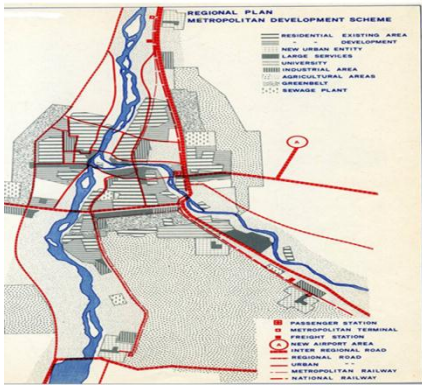 REGIONAL PLAN
METROPOLITAN DEVELOPMENT SCHEME
RESIDENTIAL EXISTING AREA
" " DEVELOPMENT
NEW URBAN ENTITY
LARGE SERVICES
UNIVERSITY
INDUSTRIAL AREA
AGRICULTURAL AREAS
GREENBELT
SEWAGE PLANT
A
PASSENGER STATION
METROPOLITAN TERMINAL
FREIGHT STATION
A NEW AIRPORT AREA
INTER REGIONAL ROAD
REGIONAL ROAD
URBAN " "
METROPOLITAN RAILWAY
NATIONAL RAILWAY